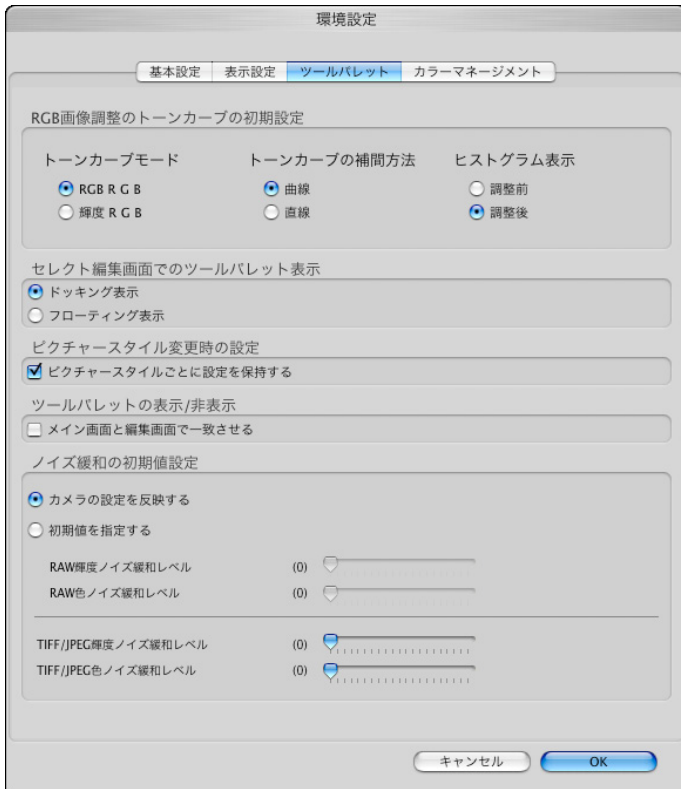 環境設定
基本設定 表示設定 ツールパレット カラーマネージメント
RGB画像調整のトーンカーブの初期設定
トーンカーブモード トーンカーブの補間方法 ヒストグラム表示
RGB R G B 曲線 調整前
輝度 R G B 直線 調整後
セレクト編集画面でのツールパレット表示
ドッキング表示
フローティング表示
ピクチャースタイル変更時の設定
ピクチャースタイルごとに設定を保持する
ツールパレットの表示/非表示
メイン画面と編集画面で一致させる
ノイズ緩和の初期値設定
カメラの設定を反映する
初期値を指定する
RAW輝度ノイズ緩和レベル (0)
RAW色ノイズ緩和レベル (0)
TIFF/JPEG輝度ノイズ緩和レベル (0)
TIFF/JPEG色ノイズ緩和レベル (0)
キャンセル OK